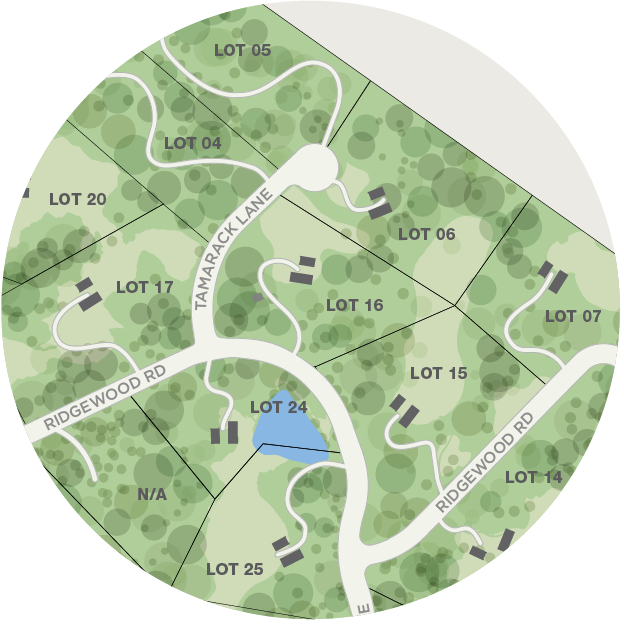 LOT 05
LOT 04
LOT 20
TAMARACK LANE
LOT 06
LOT 17
LOT 16
LOT 07
RIDGEWOOD RD
LOT 15
LOT 24
RIDGEWOOD RD
LOT 14
N/A
LOT 25
E